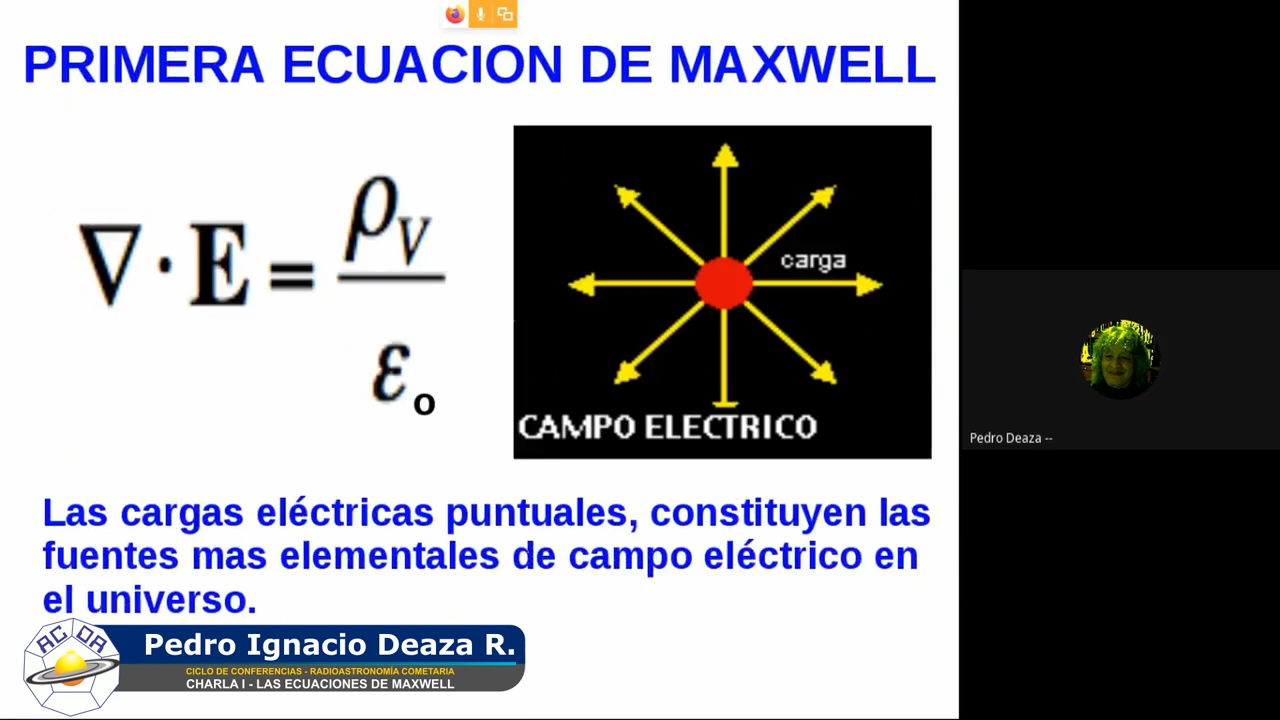 PRIMERA ECUACION DE MAXWELL
∇ · E = ρV / εo
carga
CAMPO ELECTRICO
Las cargas eléctricas puntuales, constituyen las
fuentes mas elementales de campo eléctrico en
el universo.
ACDA
Pedro Ignacio Deaza R.
CICLO DE CONFERENCIAS - RADIOASTRONOMÍA COMETARIA
CHARLA I - LAS ECUACIONES DE MAXWELL
Pedro Deaza --